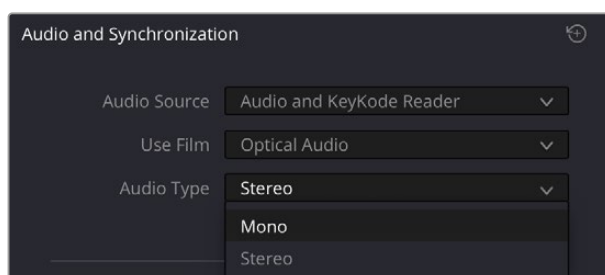 Audio and Synchronization
Audio Source Audio and KeyKode Reader
Use Film Optical Audio
Audio Type Stereo
Mono
Stereo